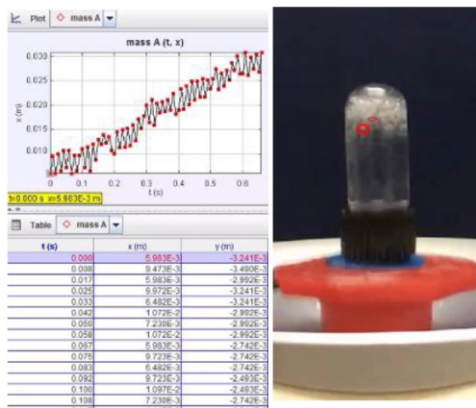 Plot mass A
mass A (t, x)
0.030
0.025
0.020
0.015
0.010
x (m)
0 0.1 0.2 0.3 0.4 0.5 0.6
t (s)
t=0.000 s x=5.983E-3 m
Table mass A
t (s) x (m) y (m)
0.000 5.983E-3 -3.241E-3
0.008 9.473E-3 -3.490E-3
0.017 5.983E-3 -2.992E-3
0.025 9.972E-3 -3.241E-3
0.033 6.482E-3 -3.241E-3
0.042 1.072E-2 -2.992E-3
0.050 7.230E-3 -2.992E-3
0.058 1.072E-2 -2.992E-3
0.067 5.983E-3 -2.742E-3
0.075 9.723E-3 -2.742E-3
0.083 6.482E-3 -2.742E-3
0.092 9.723E-3 -2.493E-3
0.100 1.097E-2 -2.493E-3
0.108 7.230E-3 -2.742E-3